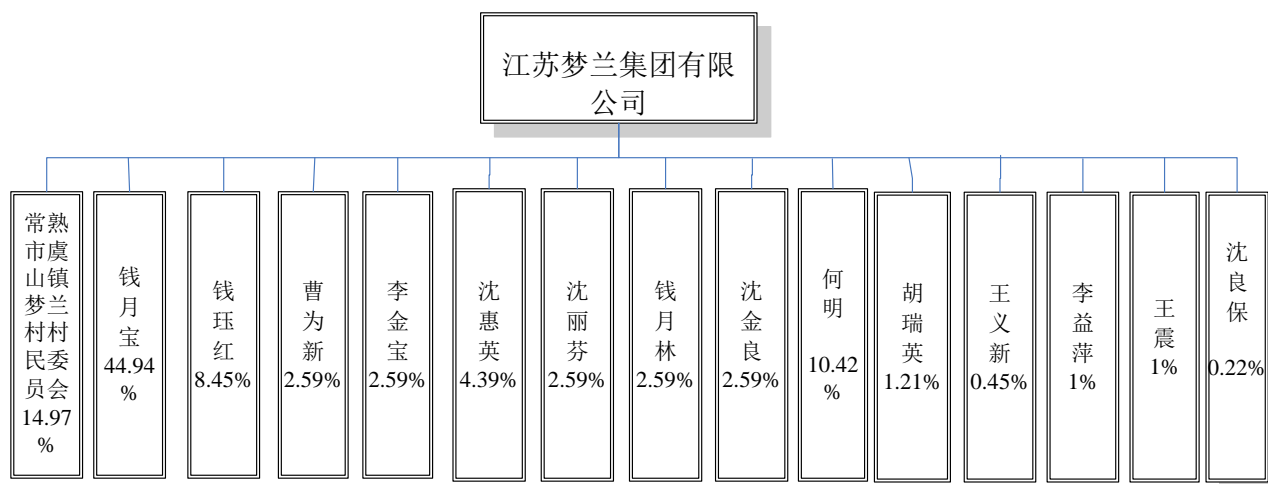 江苏梦兰集团有限
公司
常熟
市虞
山镇
梦兰
村村
民委
员会
14.97
%
钱
月
宝
44.94
%
钱
珏
红
8.45%
曹
为
新
2.59%
李
金
宝
2.59%
沈
惠
英
4.39%
沈
丽
芬
2.59%
钱
月
林
2.59%
沈
金
良
2.59%
何
明
10.42
%
胡
瑞
英
1.21%
王
义
新
0.45%
李
益
萍
1%
王
震
1%
沈
良
保
0.22%